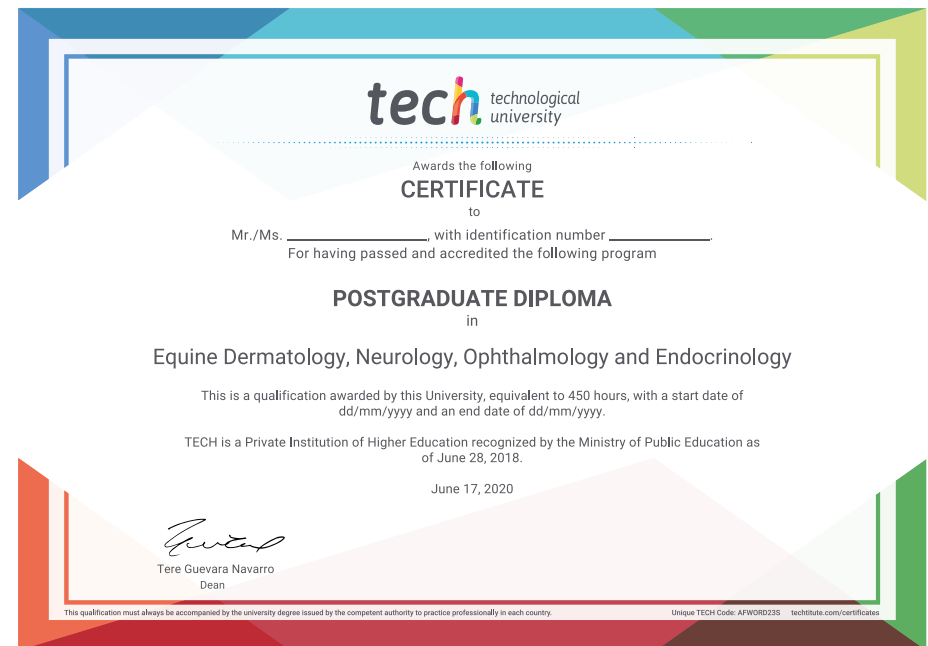 tech technological
university
Awards the following
CERTIFICATE
to
Mr./Ms. ____________________, with identification number ______________.
For having passed and accredited the following program
POSTGRADUATE DIPLOMA
in
Equine Dermatology, Neurology, Ophthalmology and Endocrinology
This is a qualification awarded by this University, equivalent to 450 hours, with a start date of
dd/mm/yyyy and an end date of dd/mm/yyyy.
TECH is a Private Institution of Higher Education recognized by the Ministry of Public Education as
of June 28, 2018.
June 17, 2020
Tere Guevara Navarro
Dean
This qualification must always be accompanied by the university degree issued by the competent authority to practice professionally in each country. Unique TECH Code: AFWORD23S techtitute.com/certificates